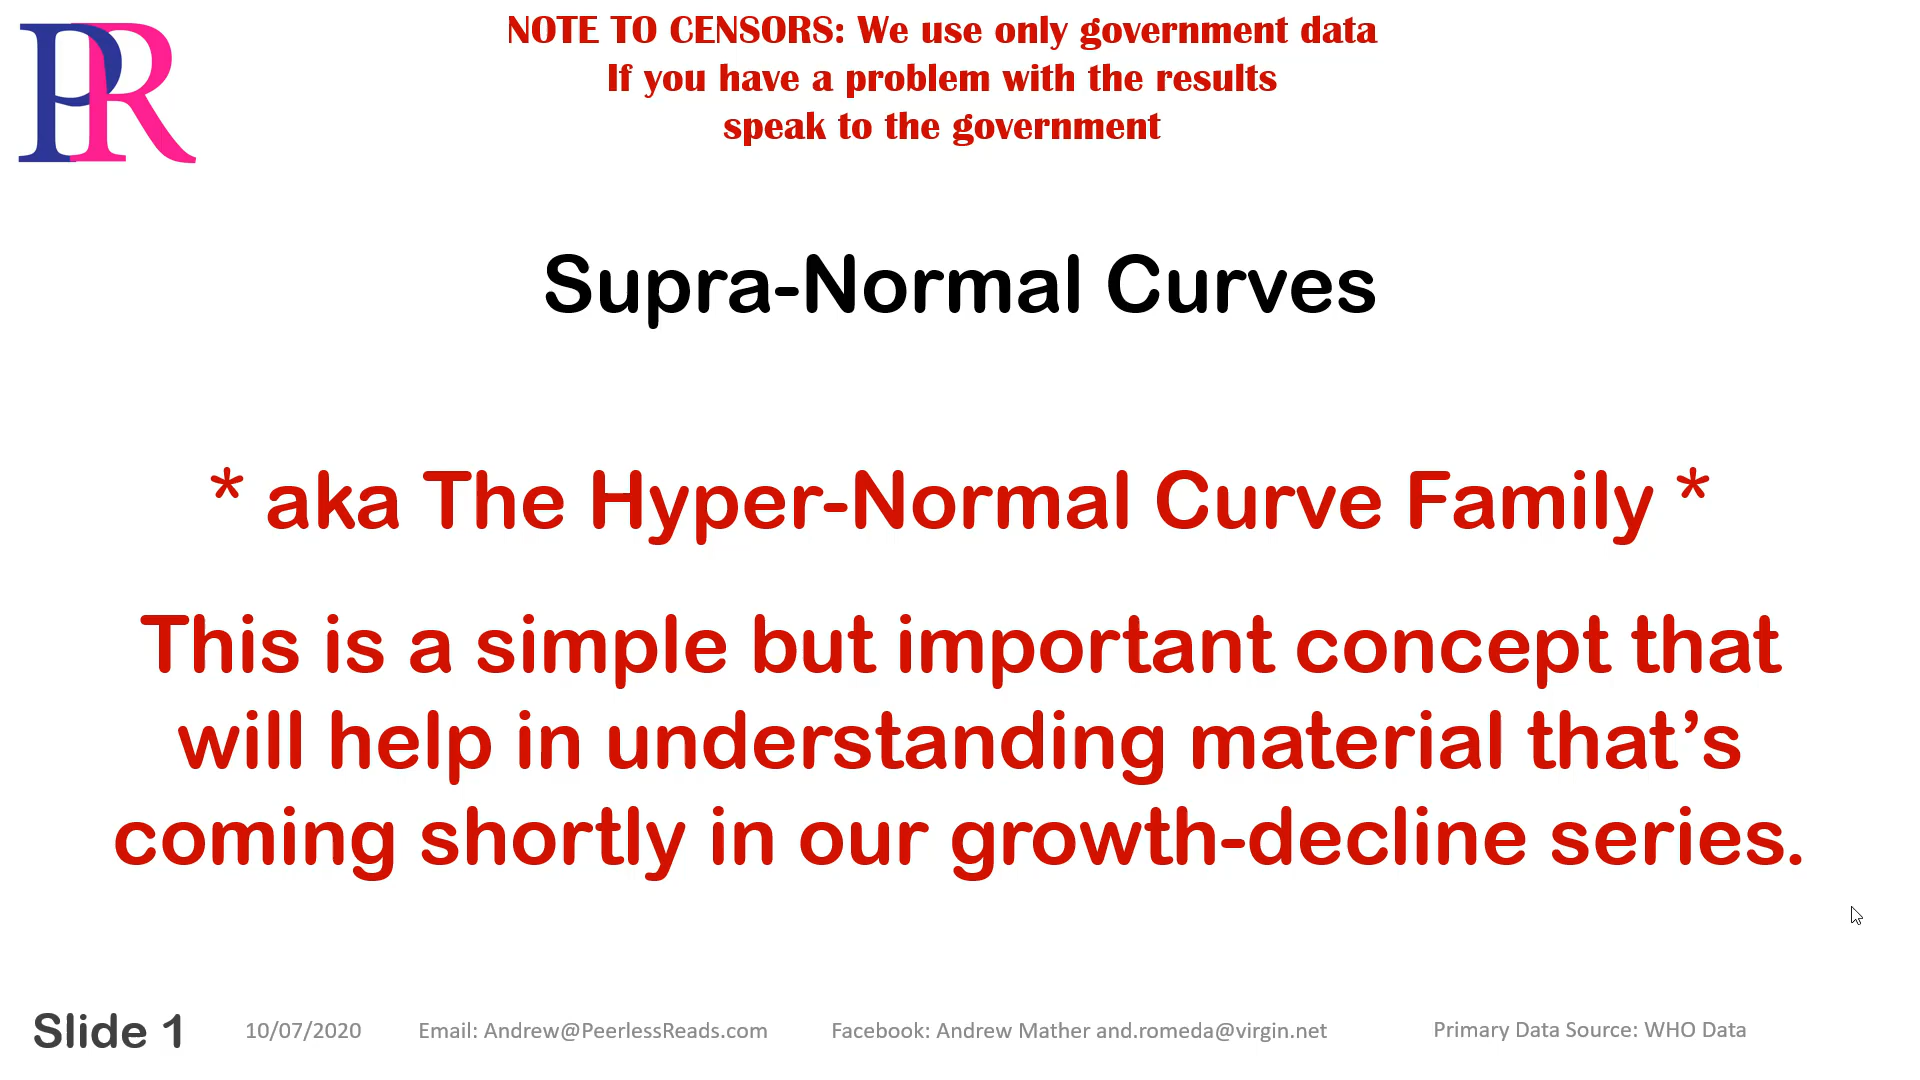 PR
NOTE TO CENSORS: We use only government data
If you have a problem with the results
speak to the government
Supra-Normal Curves
* aka The Hyper-Normal Curve Family *
This is a simple but important concept that
will help in understanding material that’s
coming shortly in our growth-decline series.
Slide 1 10/07/2020 Email: Andrew@PeerlessReads.com Facebook: Andrew Mather and.romeda@virgin.net Primary Data Source: WHO Data